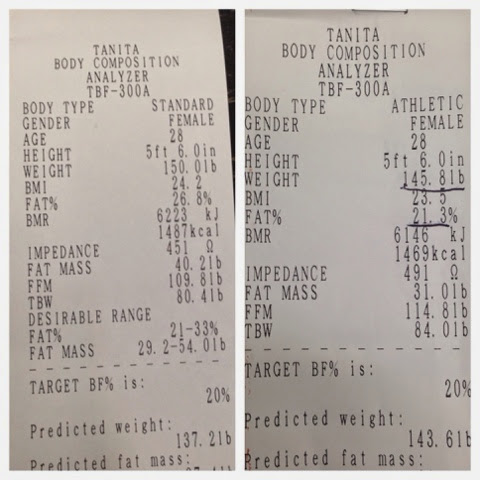 TANITA
BODY COMPOSITION
ANALYZER
TBF-300A
BODY TYPE STANDARD
GENDER FEMALE
AGE 28
HEIGHT 5ft 6.0in
WEIGHT 150.0lb
BMI 24.2
FAT% 26.8%
BMR 6223 kJ
1487kcal
IMPEDANCE 451 Ω
FAT MASS 40.2lb
FFM 109.8lb
TBW 80.4lb
DESIRABLE RANGE
FAT% 21-33%
FAT MASS 29.2-54.0lb
TARGET BF% is:
20%
Predicted weight:
137.2lb
Predicted fat mass:
TANITA
BODY COMPOSITION
ANALYZER
TBF-300A
BODY TYPE ATHLETIC
GENDER FEMALE
AGE 28
HEIGHT 5ft 6.0in
WEIGHT 145.8lb
BMI 23.5
FAT% 21.3%
BMR 6146 kJ
1469kcal
IMPEDANCE 491 Ω
FAT MASS 31.0lb
FFM 114.8lb
TBW 84.0lb
TARGET BF% is:
20%
Predicted weight:
143.6lb
Predicted fat mass: